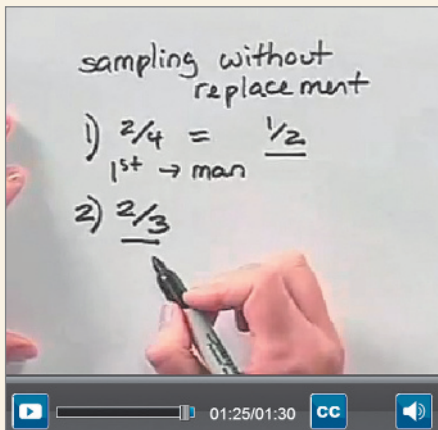 sampling without
replacement
1) 2/4 = 1/2
1st → man
2) 2/3
01:25/01:30 CC